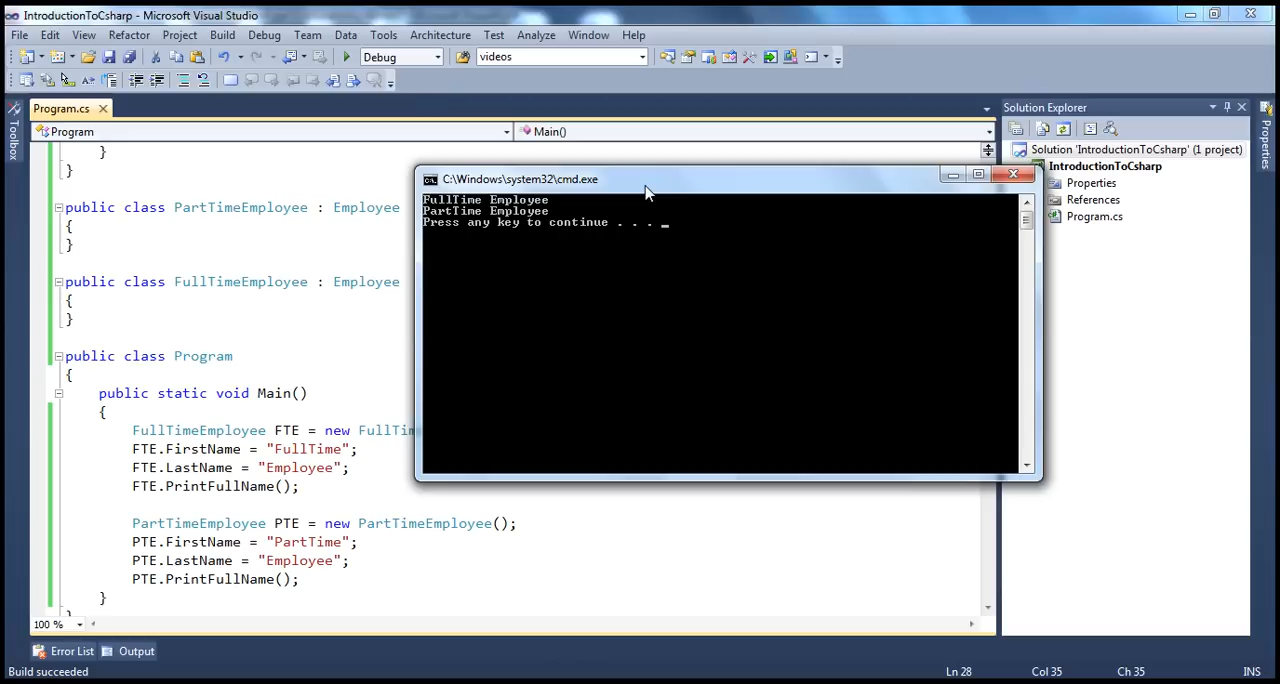 IntroductionToCsharp - Microsoft Visual Studio
File Edit View Refactor Project Build Debug Team Data Tools Architecture Test Analyze Window Help
Debug videos
Program.cs
Program Main()
Toolbox
}
}
public class PartTimeEmployee : Employee
{
}
public class FullTimeEmployee : Employee
{
}
public class Program
{
public static void Main()
{
FullTimeEmployee FTE = new FullTim
FTE.FirstName = "FullTime";
FTE.LastName = "Employee";
FTE.PrintFullName();
PartTimeEmployee PTE = new PartTimeEmployee();
PTE.FirstName = "PartTime";
PTE.LastName = "Employee";
PTE.PrintFullName();
}
100 %
C:\Windows\system32\cmd.exe
FullTime Employee
PartTime Employee
Press any key to continue . . . _
Solution Explorer
Solution 'IntroductionToCsharp' (1 project)
IntroductionToCsharp
Properties
References
Program.cs
Properties
Error List Output
Build succeeded Ln 28 Col 35 Ch 35 INS